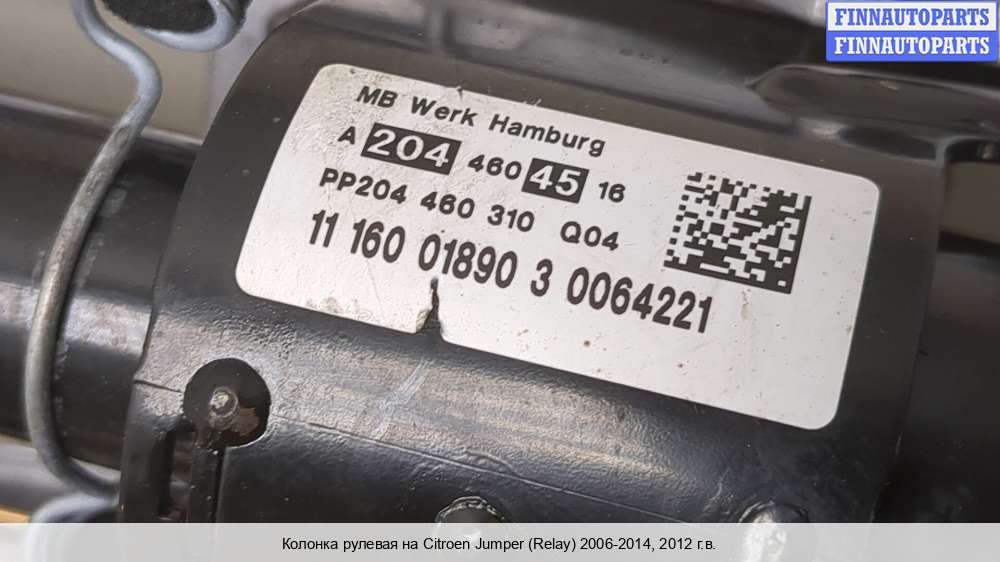 FINNAUTOPARTS
FINNAUTOPARTS
MB Werk Hamburg
A 204 460 45 16
PP204 460 310 Q04
11 160 01890 3 0064221
Колонка рулевая на Citroen Jumper (Relay) 2006-2014, 2012 г.в.